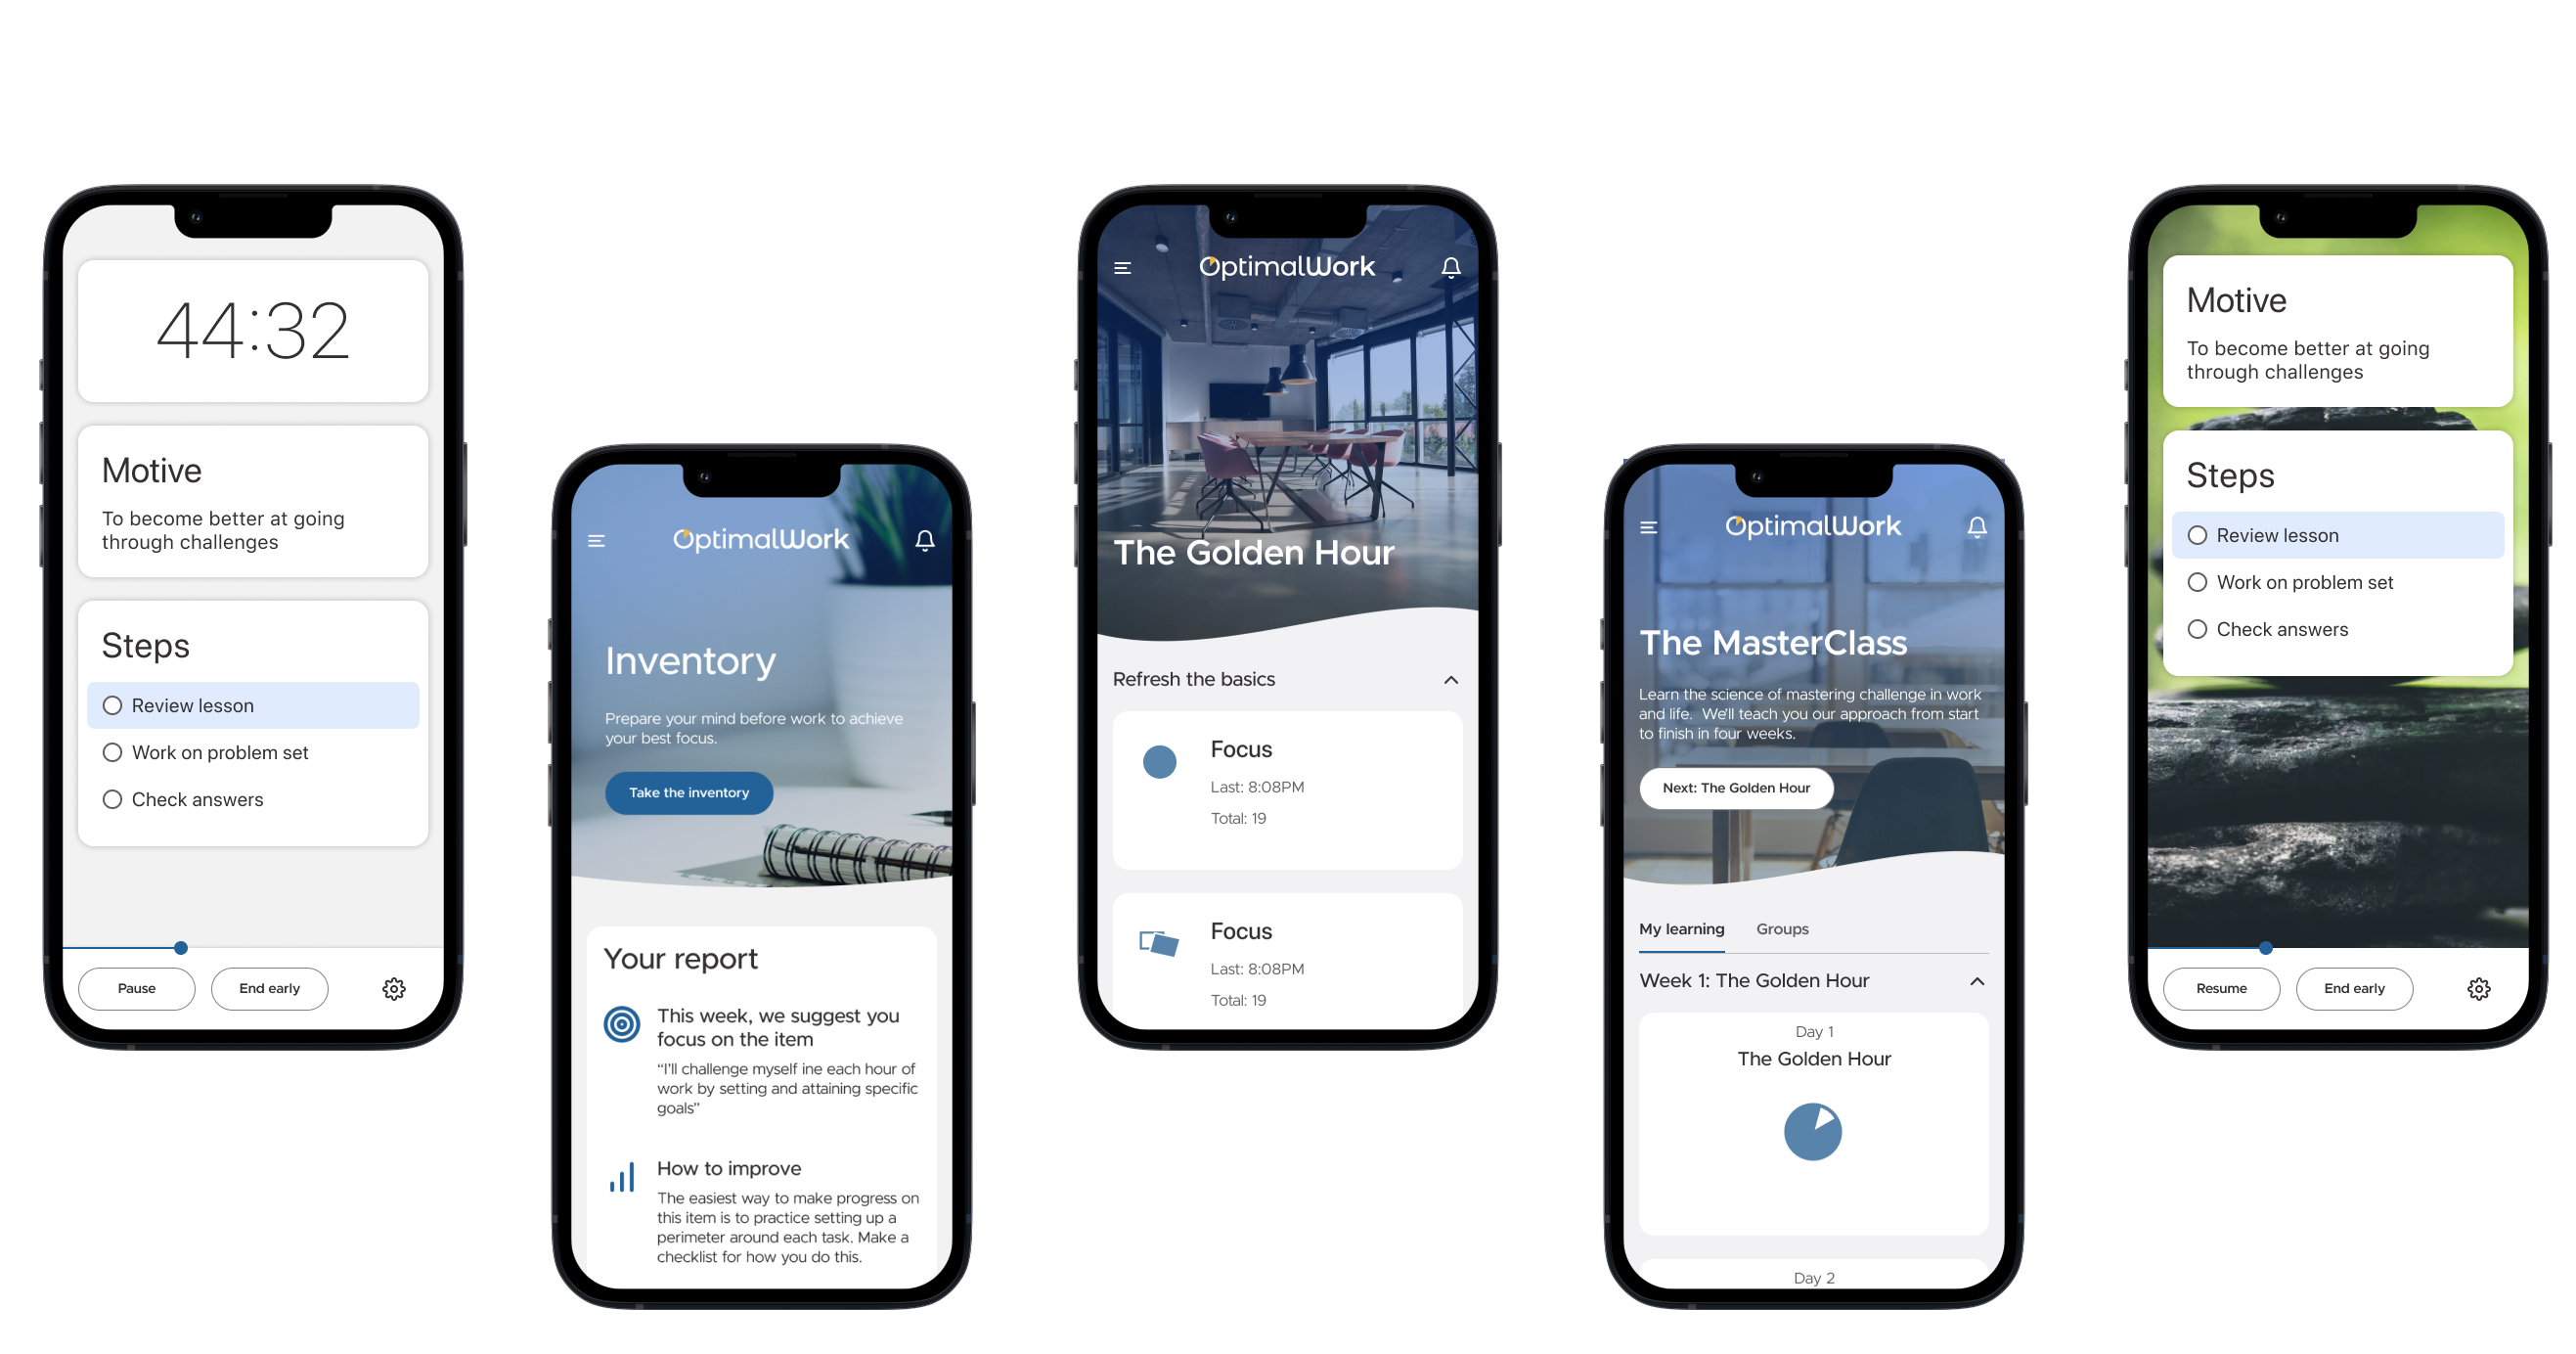 44:32
Motive
To become better at going
through challenges
Steps
Review lesson
Work on problem set
Check answers
Pause
End early
OptimalWork
Inventory
Prepare your mind before work to achieve
your best focus.
Take the inventory
Your report
This week, we suggest you
focus on the item
“I’ll challenge myself ine each hour of
work by setting and attaining specific
goals”
How to improve
The easiest way to make progress on
this item is to practice setting up a
perimeter around each task. Make a
checklist for how you do this.
OptimalWork
The Golden Hour
Refresh the basics
Focus
Last: 8:08PM
Total: 19
Focus
Last: 8:08PM
Total: 19
OptimalWork
The MasterClass
Learn the science of mastering challenge in work
and life. We’ll teach you our approach from start
to finish in four weeks.
Next: The Golden Hour
My learning
Groups
Week 1: The Golden Hour
Day 1
The Golden Hour
Day 2
Motive
To become better at going
through challenges
Steps
Review lesson
Work on problem set
Check answers
Resume
End early